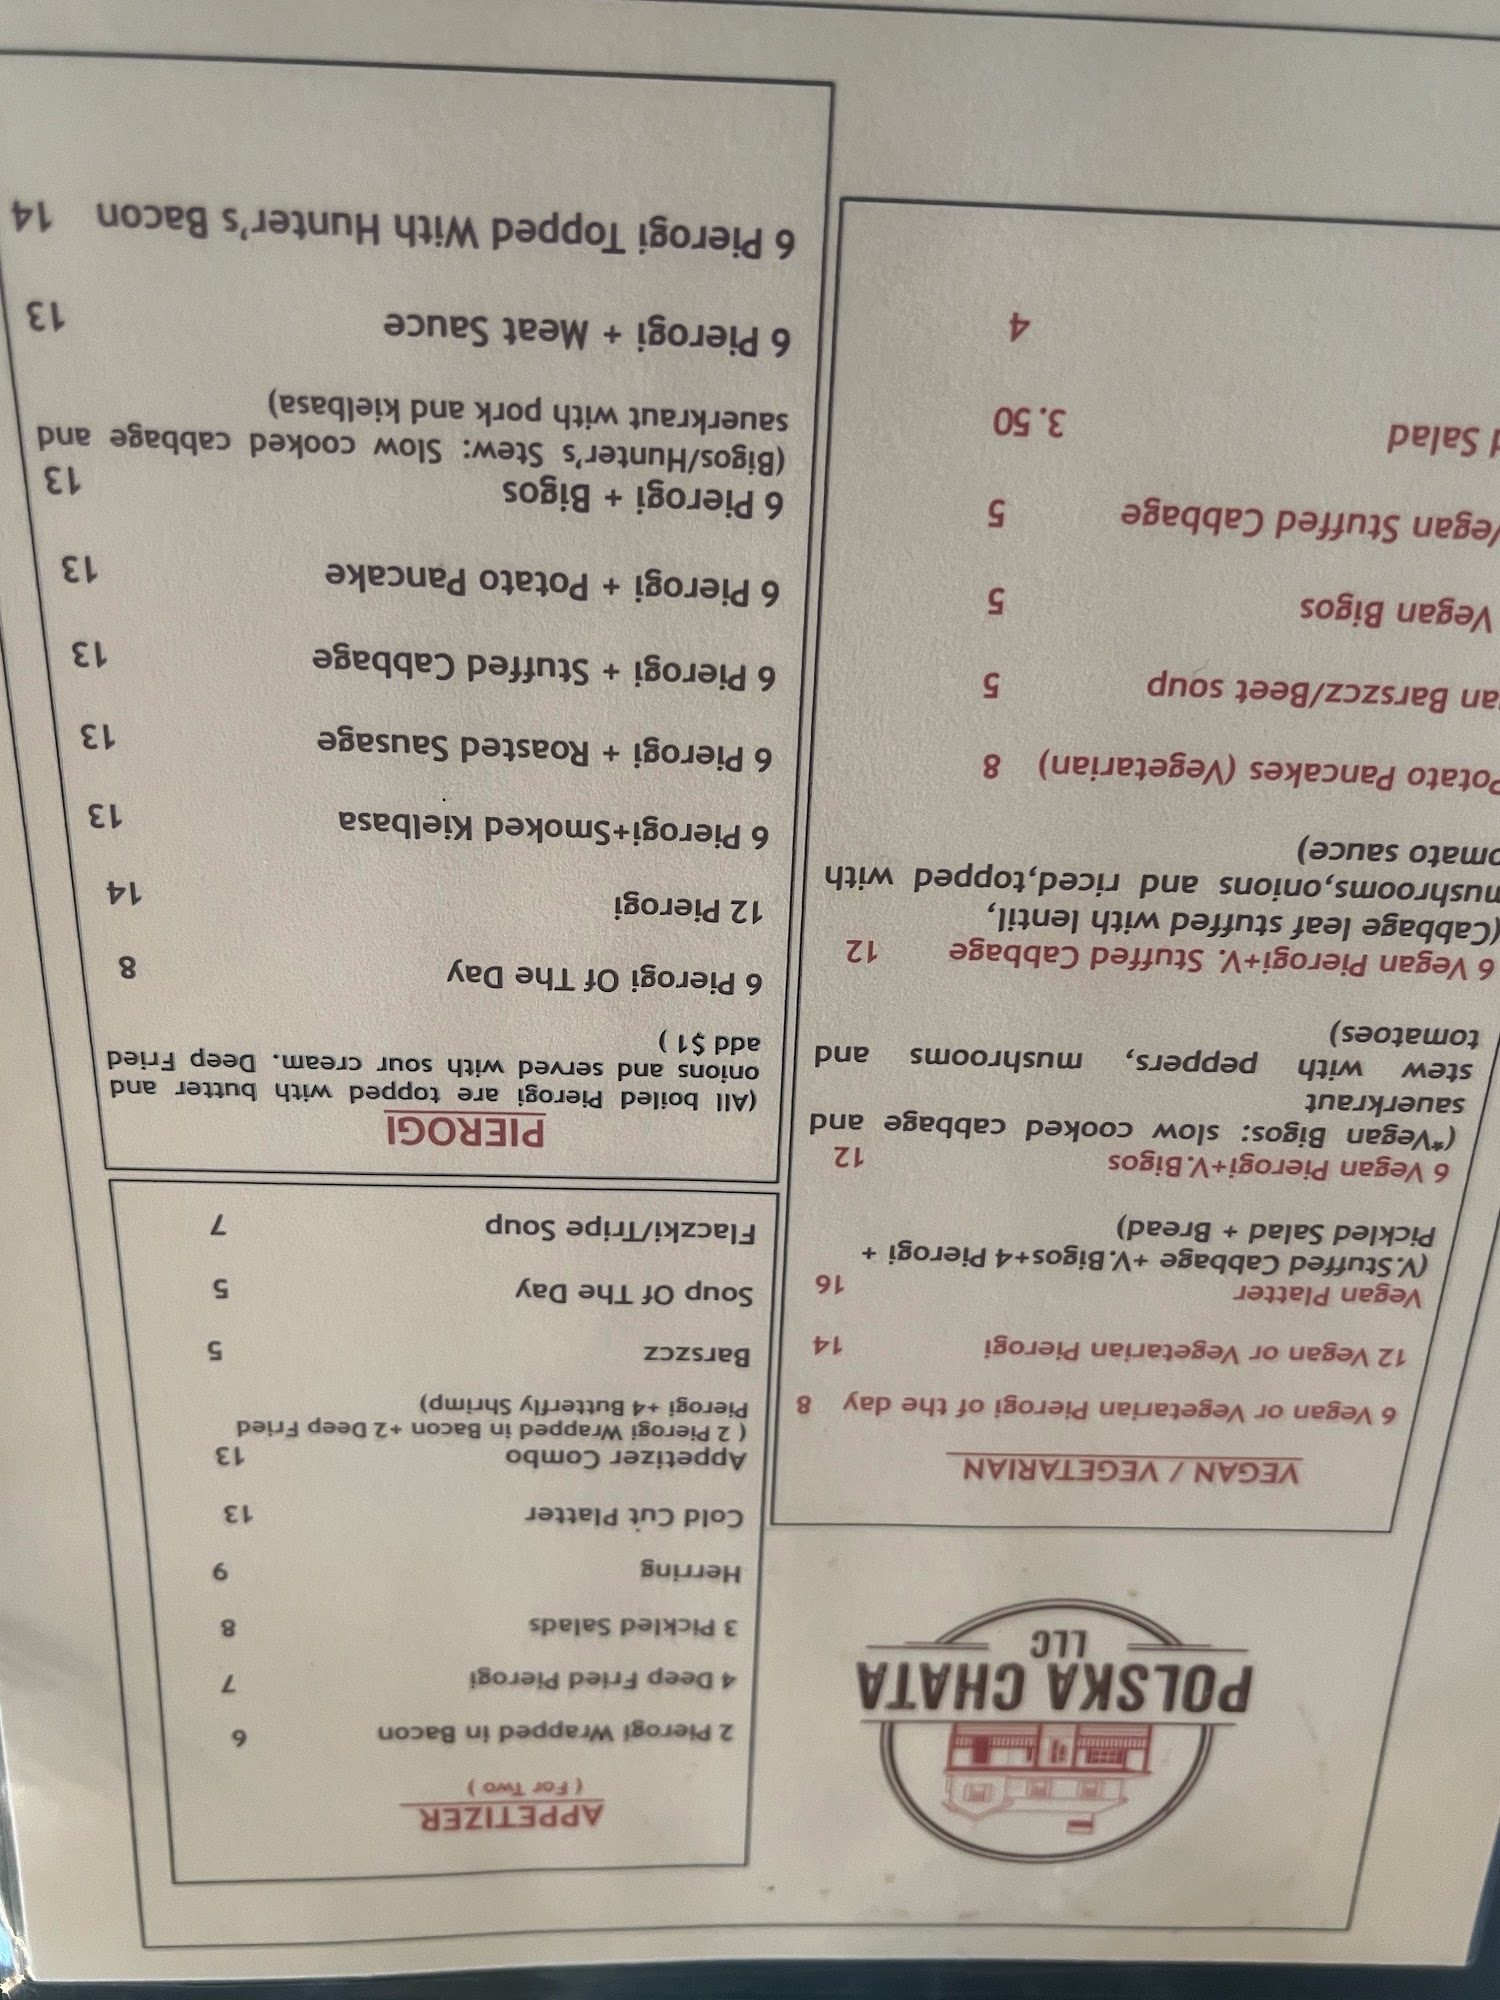 POLSKA CHATA
LLC
VEGAN / VEGETARIAN
6 Vegan or Vegetarian Pierogi of the day 8
12 Vegan or Vegetarian Pierogi 14
Vegan Platter 16
(V.Stuffed Cabbage +V.Bigos+4 Pierogi +
Pickled Salad + Bread)
6 Vegan Pierogi+V.Bigos 12
(*Vegan Bigos: slow cooked cabbage and
sauerkraut
stew with peppers, mushrooms and
tomatoes)
6 Vegan Pierogi+V. Stuffed Cabbage 12
(Cabbage leaf stuffed with lentil,
mushrooms,onions and riced,topped with
omato sauce)
Potato Pancakes (Vegetarian) 8
an Barszcz/Beet soup 5
Vegan Bigos 5
Vegan Stuffed Cabbage 5
d Salad 3.50
4
APPETIZER
( For Two )
2 Pierogi Wrapped in Bacon 6
4 Deep Fried Pierogi 7
3 Pickled Salads 8
Herring 9
Cold Cut Platter 13
Appetizer Combo 13
( 2 Pierogi Wrapped in Bacon +2 Deep Fried
Pierogi +4 Butterfly Shrimp)
Barszcz 5
Soup Of The Day 5
Flaczki/Tripe Soup 7
PIEROGI
(All boiled Pierogi are topped with butter and
onions and served with sour cream. Deep Fried
add $1 )
6 Pierogi Of The Day 8
12 Pierogi 14
6 Pierogi+Smoked Kielbasa 13
6 Pierogi + Roasted Sausage 13
6 Pierogi + Stuffed Cabbage 13
6 Pierogi + Potato Pancake 13
6 Pierogi + Bigos 13
(Bigos/Hunter's Stew: Slow cooked cabbage and
sauerkraut with pork and kielbasa)
6 Pierogi + Meat Sauce 13
6 Pierogi Topped With Hunter's Bacon 14